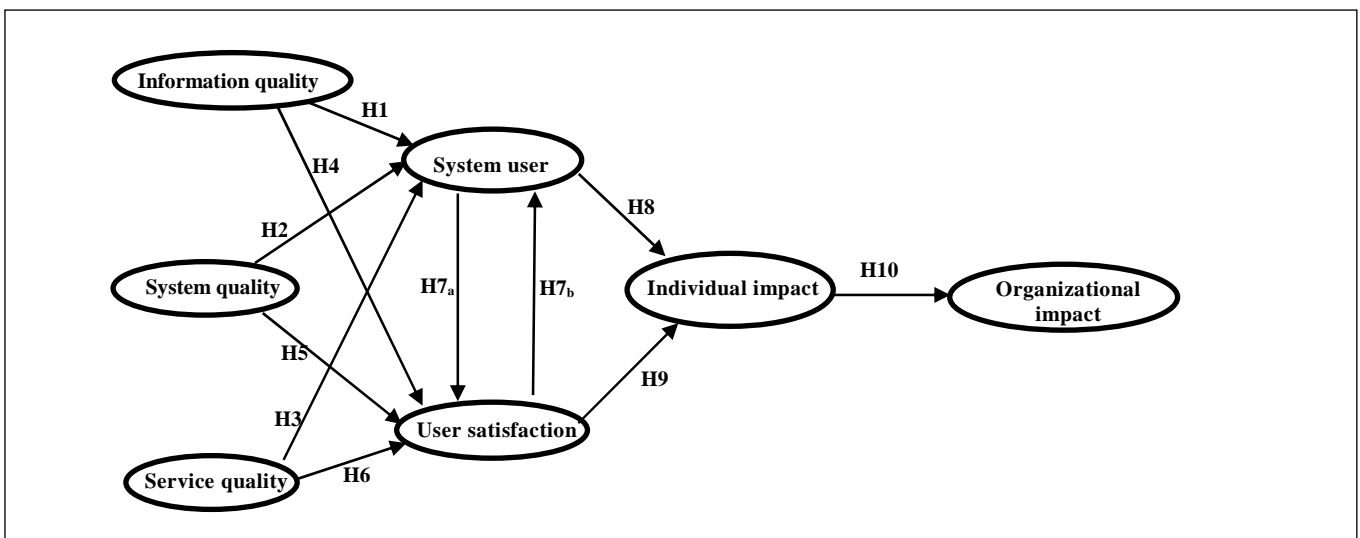 Information quality
H1
System user
H4
H8
H2
System quality
H7a
H7b
Individual impact
H10
Organizational
impact
H5
H9
H3
User satisfaction
Service quality
H6